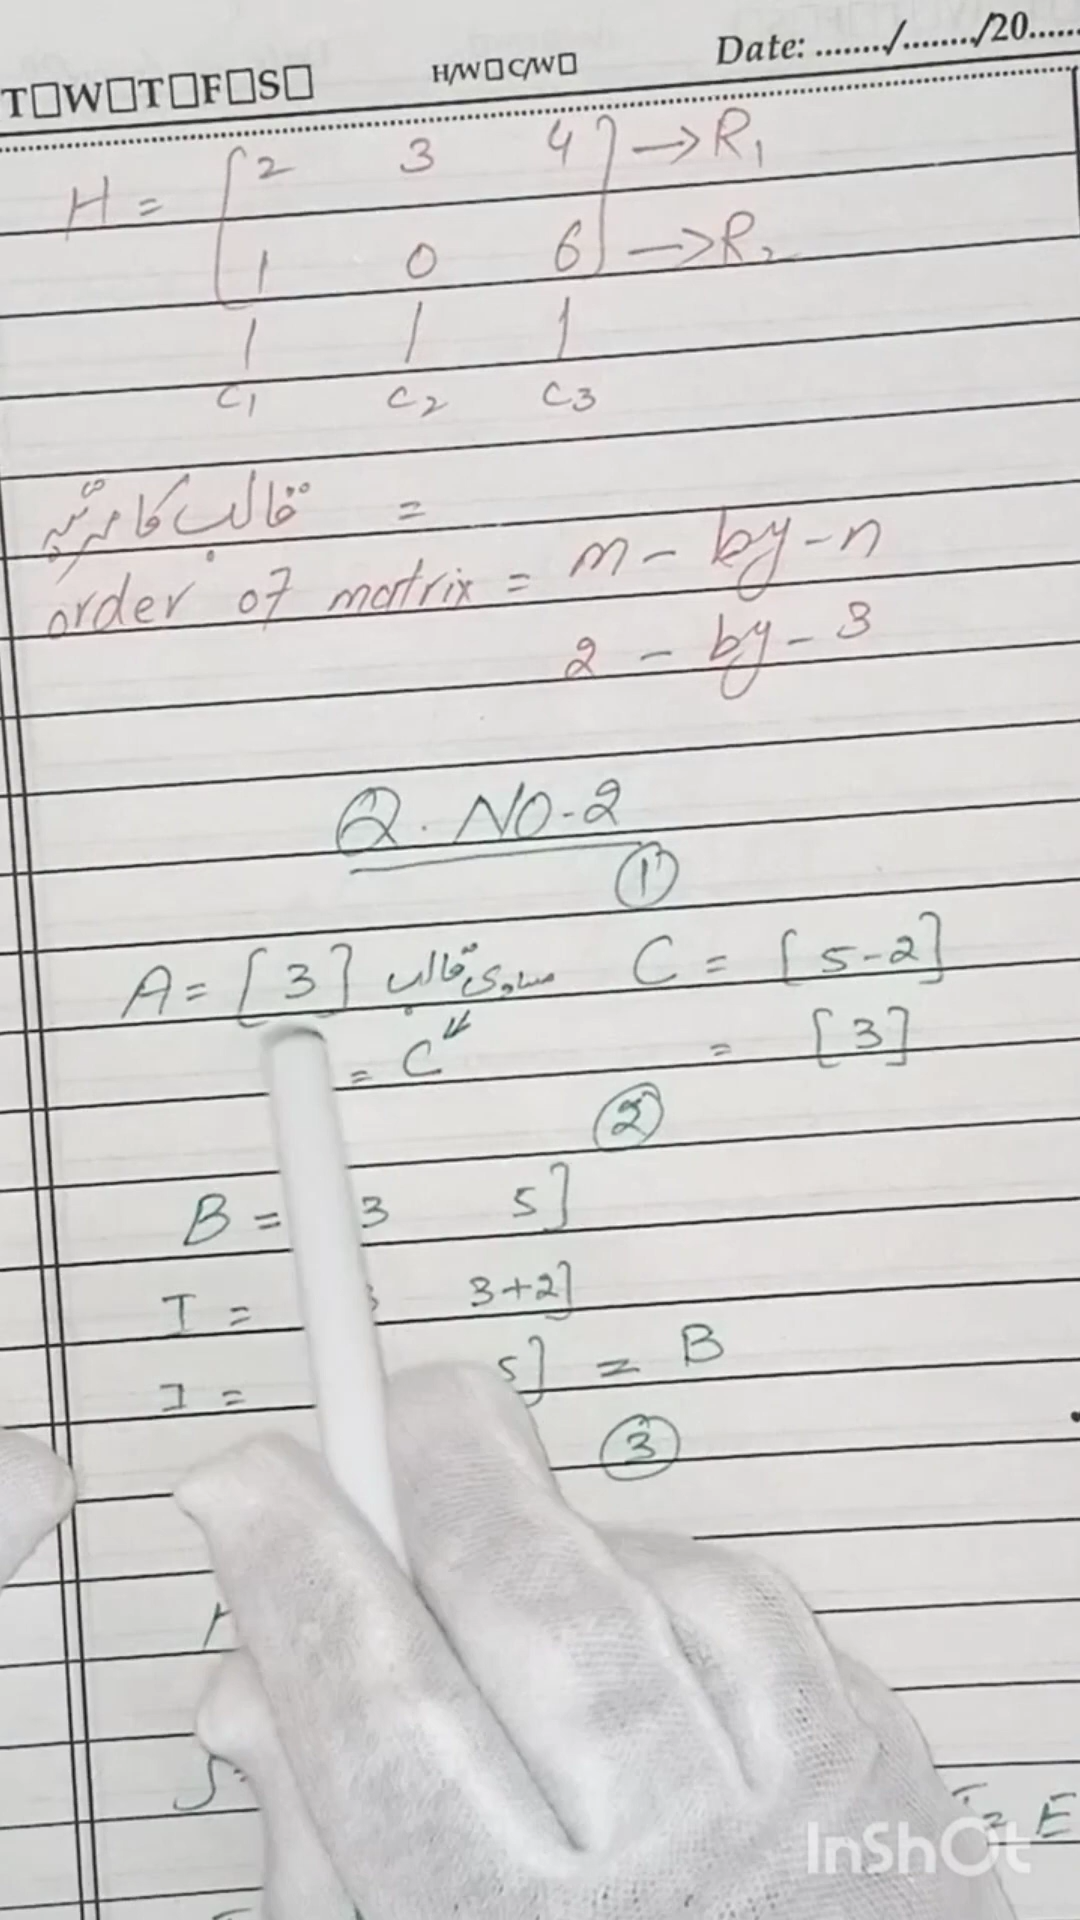 T□W□T□F□S□ H/W□C/W□ Date: ......./......./20......
H = [2 3 4] → R₁
1 0 6] → R₂
C₁ C₂ C₃
قالب کا مرتبہ =
order of matrix = m - by - n
2 - by - 3
Q. NO-2
①
A = [3] مساوی قالب C = [5-2]
= C = [3]
②
B = 3 5]
I = 3+2]
I = 5] = B
③
= E
InShOt